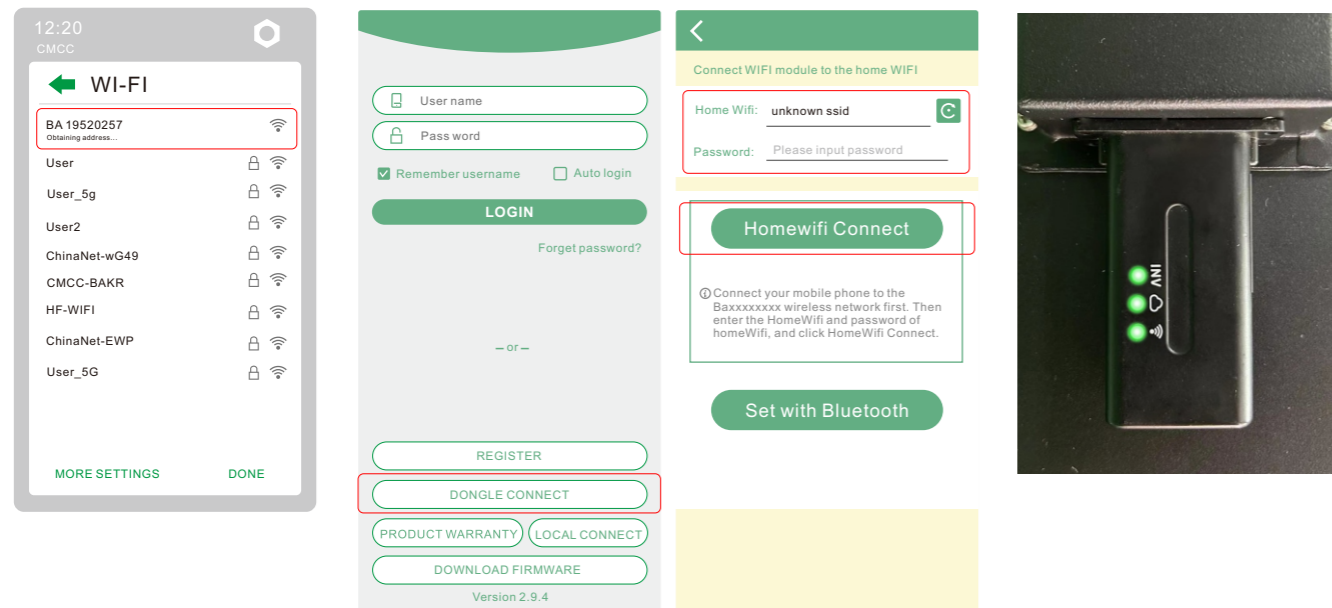 12:20
CMCC
WI-FI
BA 19520257
Obtaining address...
User
User_5g
User2
ChinaNet-wG49
CMCC-BAKR
HF-WIFI
ChinaNet-EWP
User_5G
MORE SETTINGS
DONE
User name
Pass word
Remember username
Auto login
LOGIN
Forget password?
– or –
REGISTER
DONGLE CONNECT
PRODUCT WARRANTY
LOCAL CONNECT
DOWNLOAD FIRMWARE
Version 2.9.4
Connect WIFI module to the home WIFI
Home Wifi: unknown ssid
Password: Please input password
Homewifi Connect
Connect your mobile phone to the
Baxxxxxxxx wireless network first. Then
enter the HomeWifi and password of
homeWifi, and click HomeWifi Connect.
Set with Bluetooth
INV